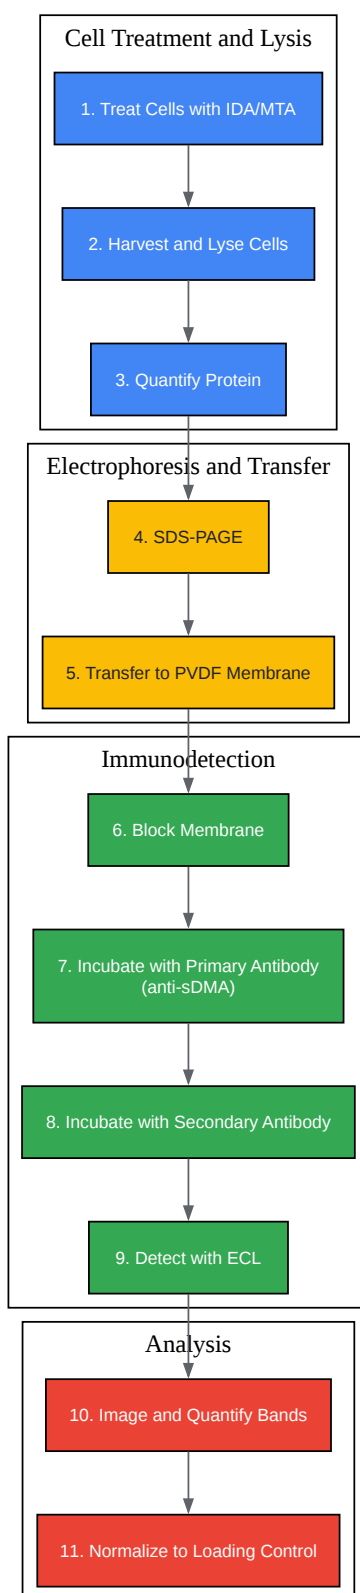 Cell Treatment and Lysis
1. Treat Cells with IDA/MTA
2. Harvest and Lyse Cells
3. Quantify Protein
Electrophoresis and Transfer
4. SDS-PAGE
5. Transfer to PVDF Membrane
Immunodetection
6. Block Membrane
7. Incubate with Primary Antibody
(anti-sDMA)
8. Incubate with Secondary Antibody
9. Detect with ECL
Analysis
10. Image and Quantify Bands
11. Normalize to Loading Control